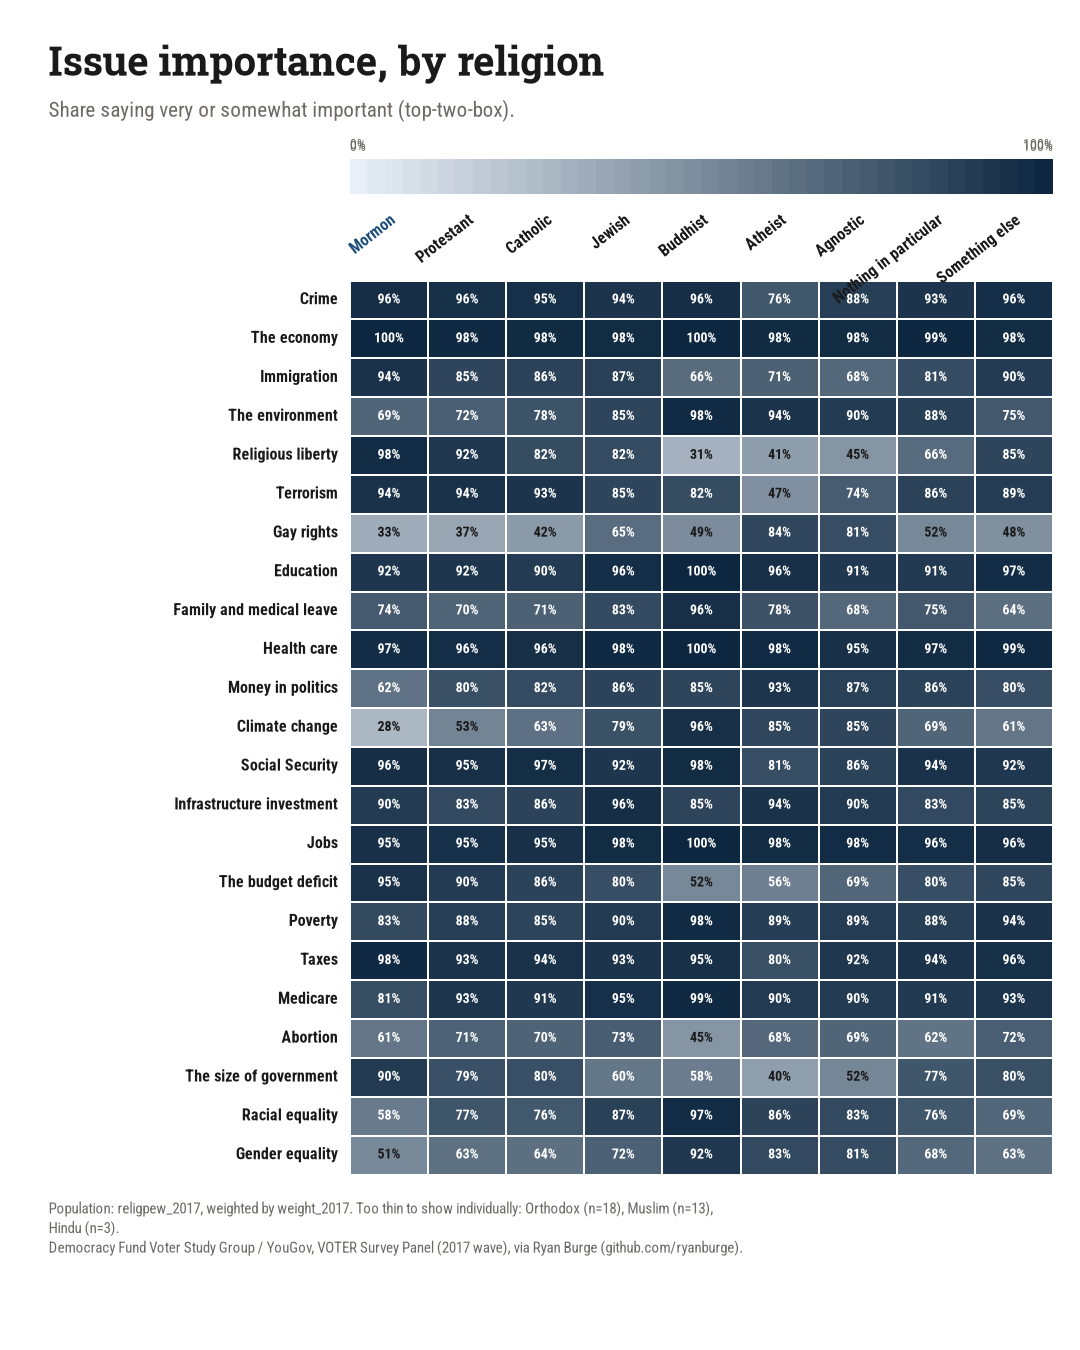 Issue importance, by religion
Share saying very or somewhat important (top-two-box).
0% 100%
Mormon Protestant Catholic Jewish Buddhist Atheist Agnostic Nothing in particular Something else
Crime 96% 96% 95% 94% 96% 76% 88% 93% 96%
The economy 100% 98% 98% 98% 100% 98% 98% 99% 98%
Immigration 94% 85% 86% 87% 66% 71% 68% 81% 90%
The environment 69% 72% 78% 85% 98% 94% 90% 88% 75%
Religious liberty 98% 92% 82% 82% 31% 41% 45% 66% 85%
Terrorism 94% 94% 93% 85% 82% 47% 74% 86% 89%
Gay rights 33% 37% 42% 65% 49% 84% 81% 52% 48%
Education 92% 92% 90% 96% 100% 96% 91% 91% 97%
Family and medical leave 74% 70% 71% 83% 96% 78% 68% 75% 64%
Health care 97% 96% 96% 98% 100% 98% 95% 97% 99%
Money in politics 62% 80% 82% 86% 85% 93% 87% 86% 80%
Climate change 28% 53% 63% 79% 96% 85% 85% 69% 61%
Social Security 96% 95% 97% 92% 98% 81% 86% 94% 92%
Infrastructure investment 90% 83% 86% 96% 85% 94% 90% 83% 85%
Jobs 95% 95% 95% 98% 100% 98% 98% 96% 96%
The budget deficit 95% 90% 86% 80% 52% 56% 69% 80% 85%
Poverty 83% 88% 85% 90% 98% 89% 89% 88% 94%
Taxes 98% 93% 94% 93% 95% 80% 92% 94% 96%
Medicare 81% 93% 91% 95% 99% 90% 90% 91% 93%
Abortion 61% 71% 70% 73% 45% 68% 69% 62% 72%
The size of government 90% 79% 80% 60% 58% 40% 52% 77% 80%
Racial equality 58% 77% 76% 87% 97% 86% 83% 76% 69%
Gender equality 51% 63% 64% 72% 92% 83% 81% 68% 63%
Population: religpew_2017, weighted by weight_2017. Too thin to show individually: Orthodox (n=18), Muslim (n=13),
Hindu (n=3).
Democracy Fund Voter Study Group / YouGov, VOTER Survey Panel (2017 wave), via Ryan Burge (github.com/ryanburge).